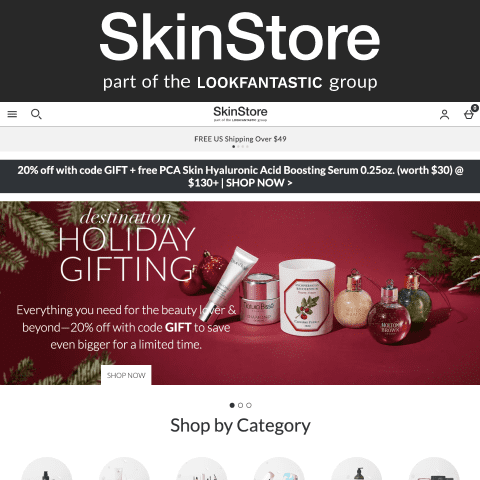 SkinStore
part of the LOOKFANTASTIC group
SkinStore
part of the LOOKFANTASTIC group
0
FREE US Shipping Over $49
20% off with code GIFT + free PCA Skin Hyaluronic Acid Boosting Serum 0.25oz. (worth $30) @
$130+ | SHOP NOW >
destination
HOLIDAY
GIFTING
Everything you need for the beauty lover &
beyond—20% off with code GIFT to save
even bigger for a limited time.
MOLTON
BROWN
SHOP NOW
Shop by Category